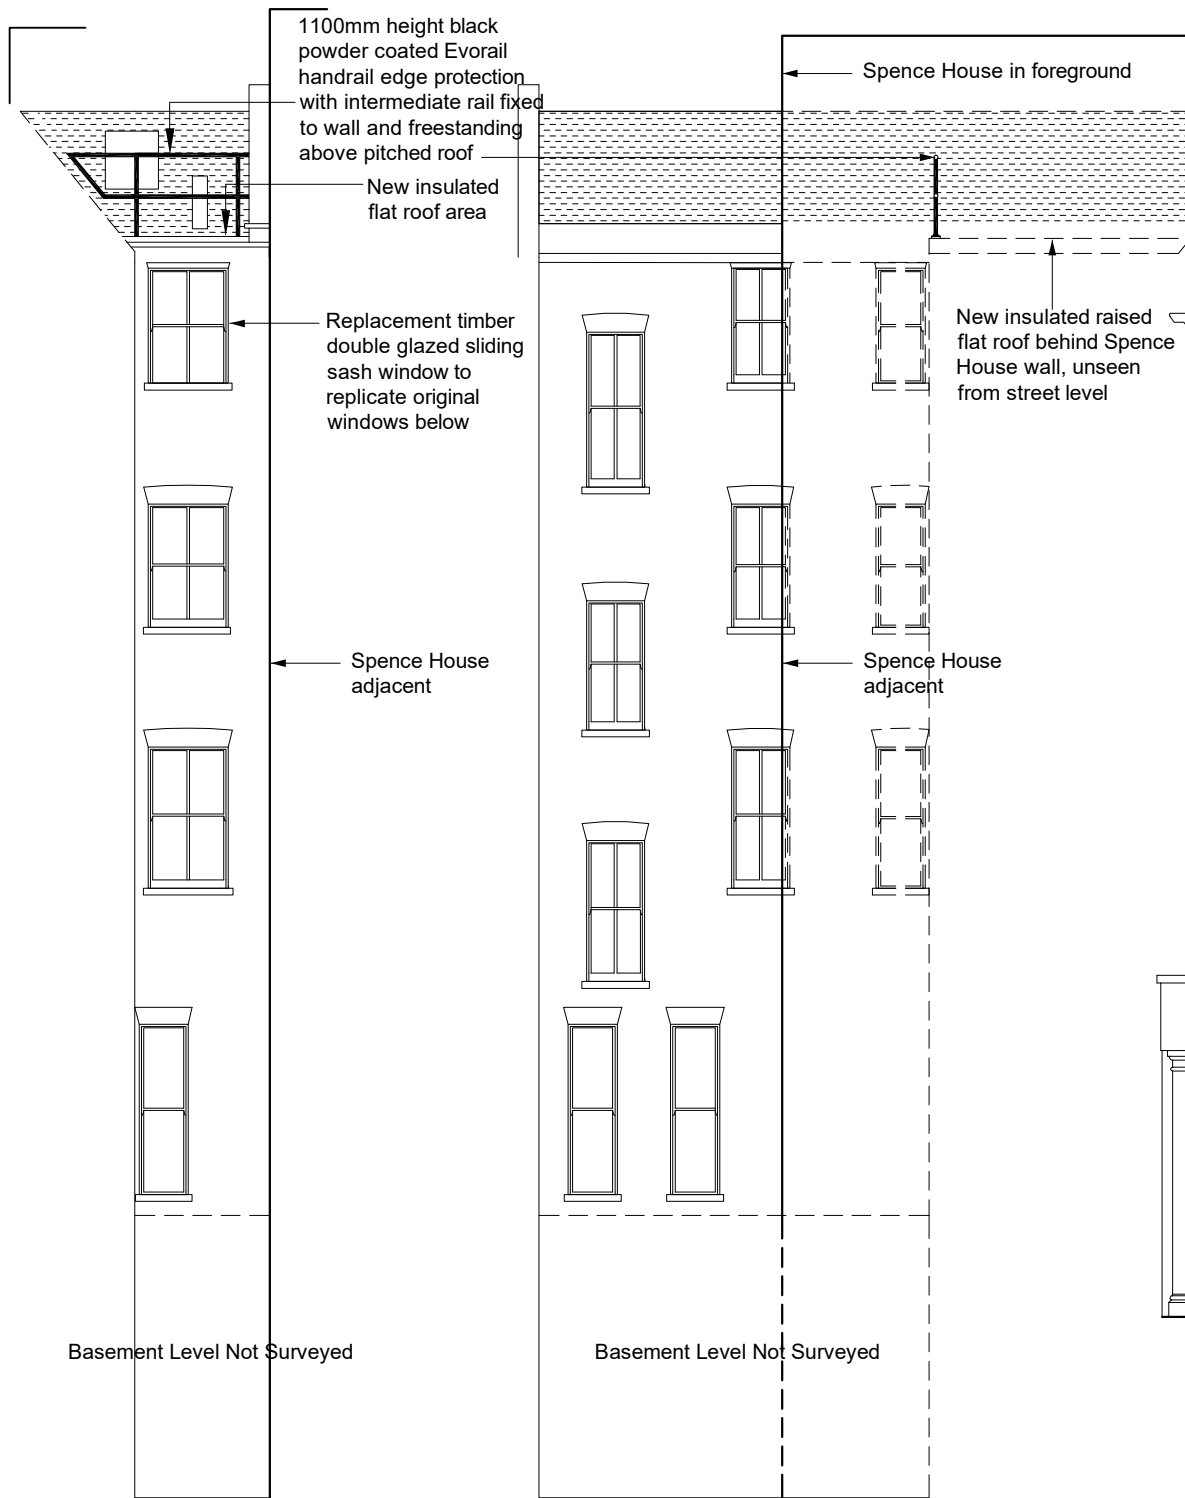 1100mm height black
powder coated Evorail
handrail edge protection
with intermediate rail fixed
to wall and freestanding
above pitched roof
New insulated
flat roof area
Replacement timber
double glazed sliding
sash window to
replicate original
windows below
Spence House
adjacent
Basement Level Not Surveyed
Spence House in foreground
New insulated raised
flat roof behind Spence
House wall, unseen
from street level
Spence House
adjacent
Basement Level Not Surveyed